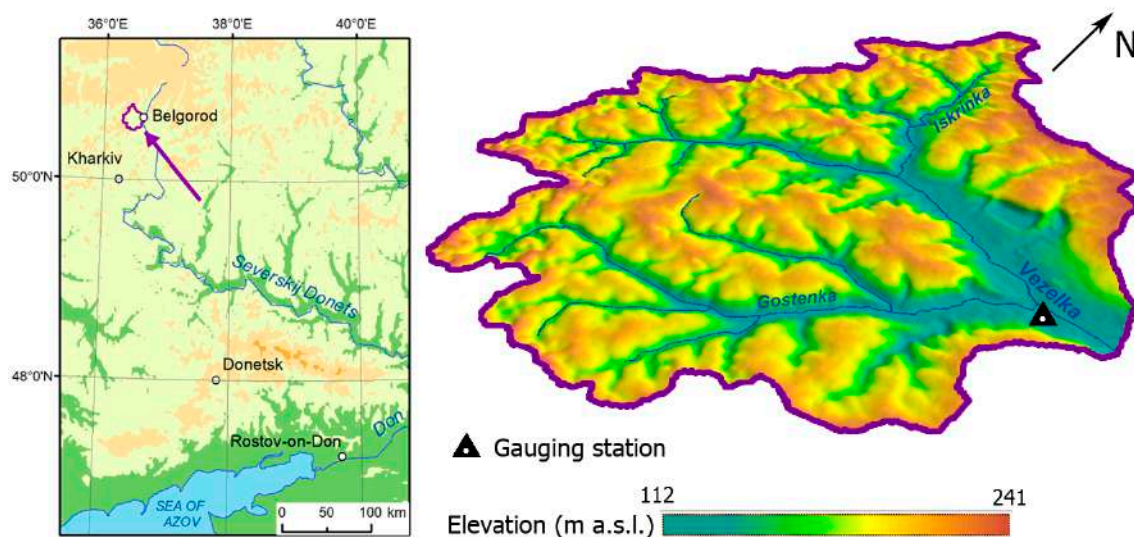 36°0'E
38°0'E
40°0'E
Belgorod
Kharkiv
50°0'N
Severskij Donets
Donetsk
48°0'N
Don
Rostov-on-Don
SEA OF
AZOV
0 50 100 km
N
Iskrinka
Vezelka
Gostenka
Gauging station
112 241
Elevation (m a.s.l.)